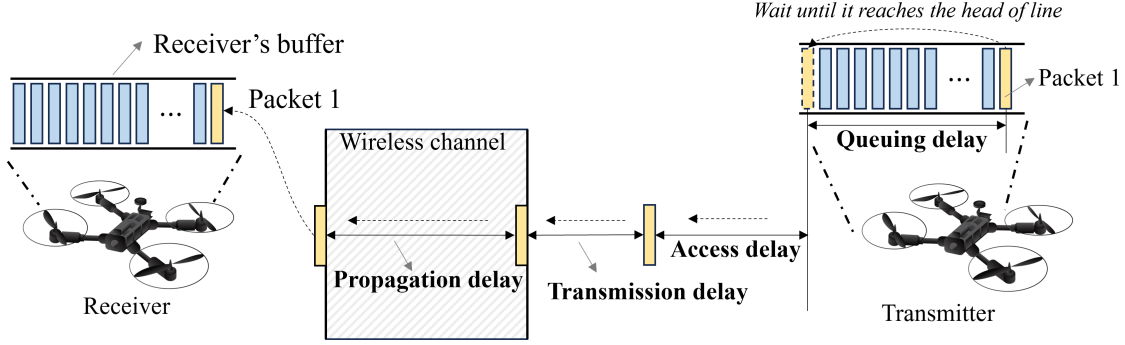 Wait until it reaches the head of line
Receiver's buffer
Packet 1
...
Packet 1
...
Wireless channel
Queuing delay
Access delay
Propagation delay
Transmission delay
Receiver
Transmitter